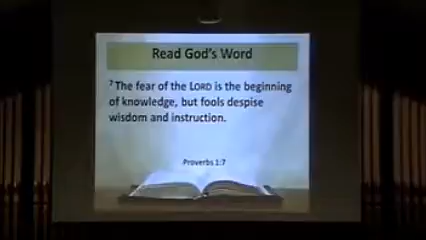 Read God's Word
7 The fear of the LORD is the beginning
of knowledge, but fools despise
wisdom and instruction.
Proverbs 1:7